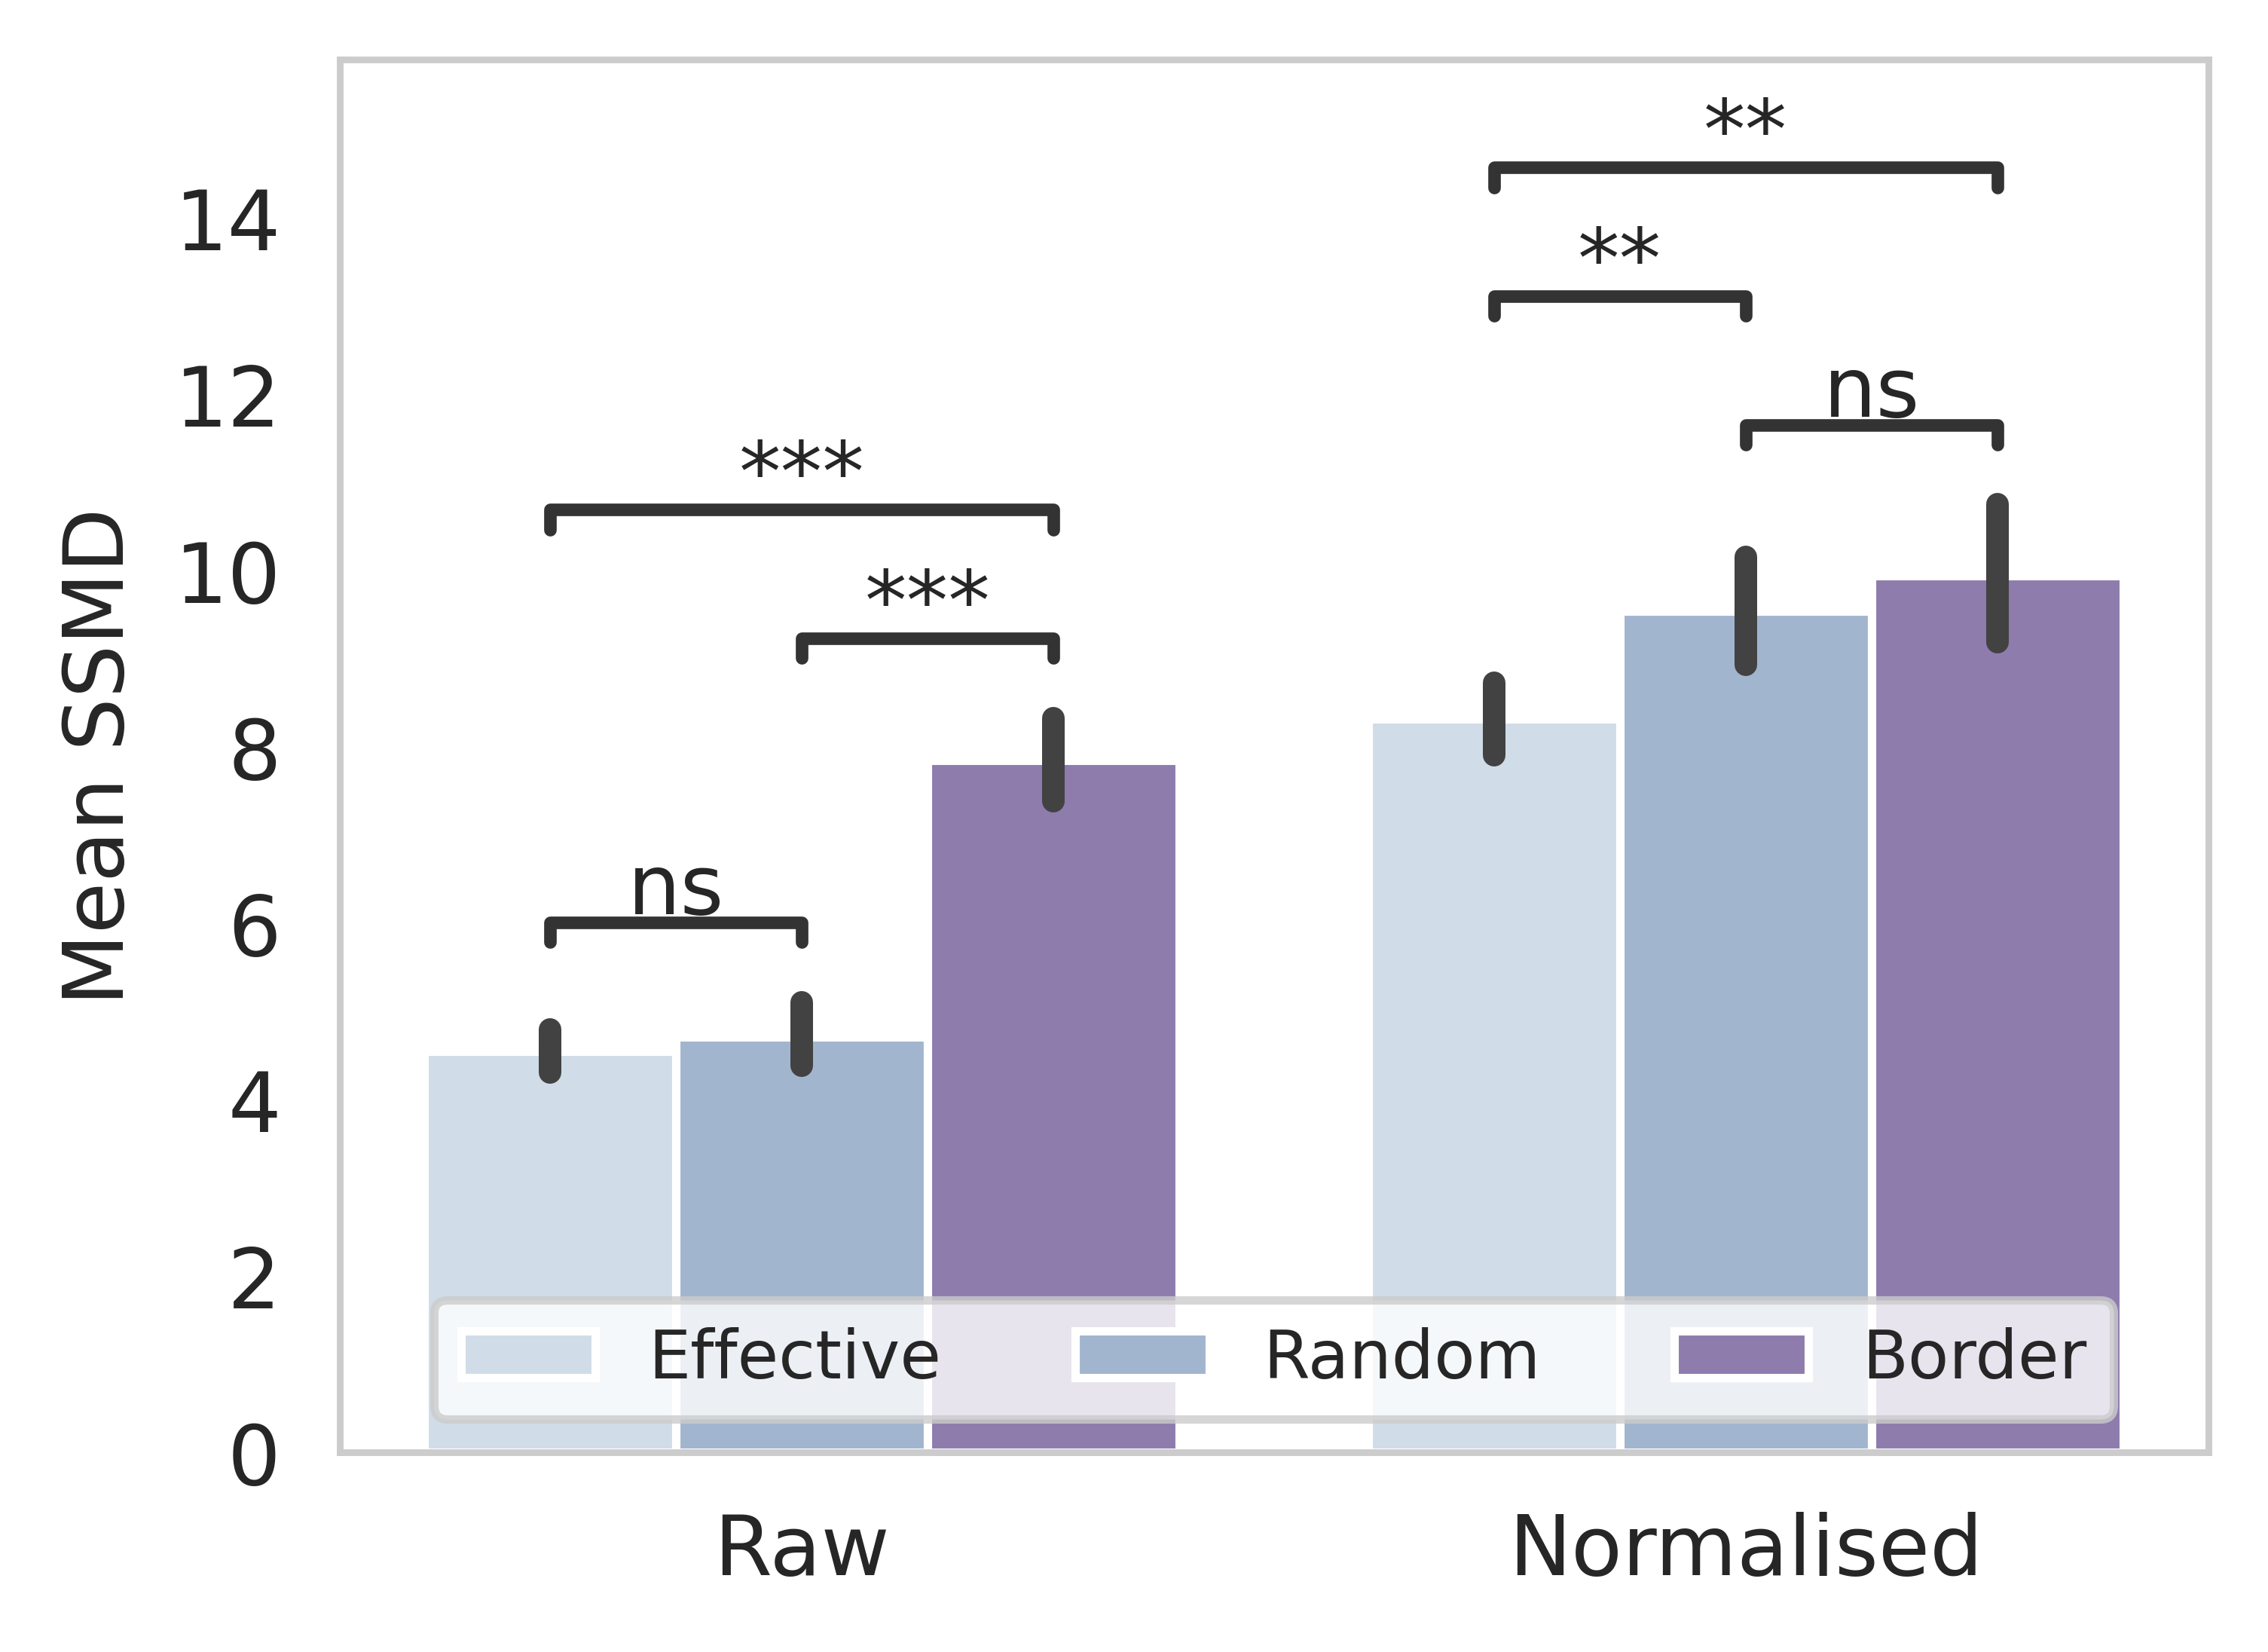 **
**
14
ns
12
***
10
***
8
ns
6
4
2
0
Mean SSMD
Effective Random Border
Raw Normalised